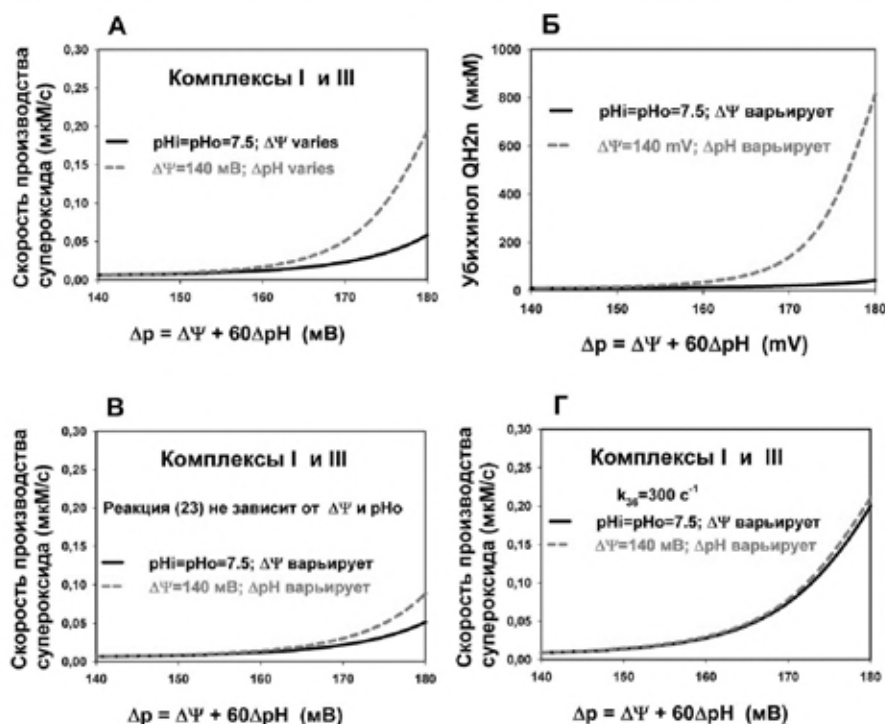 А
0,30
0,25
0,20
0,15
0,10
0,05
0,00
Скорость производства
супероксида (мкМ/с)
Комплексы I и III
pHi=pHo=7.5; ΔΨ varies
ΔΨ=140 мВ; ΔpH varies
140 150 160 170 180
Δp = ΔΨ + 60ΔpH (мВ)
Б
1000
800
600
400
200
0
Убихинол QH2n (мкМ)
pHi=pHo=7.5; ΔΨ варьирует
ΔΨ=140 mV; ΔpH варьирует
140 150 160 170 180
Δp = ΔΨ + 60ΔpH (mV)
В
0,30
0,25
0,20
0,15
0,10
0,05
0,00
Скорость производства
супероксида (мкМ/с)
Комплексы I и III
Реакция (23) не зависит от ΔΨ и pHo
pHi=pHo=7.5; ΔΨ варьирует
ΔΨ=140 мВ; ΔpH варьирует
140 150 160 170 180
Δp = ΔΨ + 60ΔpH (мВ)
Г
0,30
0,25
0,20
0,15
0,10
0,05
0,00
Скорость производства
супероксида (мкМ/с)
Комплексы I и III
k₃₆=300 c⁻¹
pHi=pHo=7.5; ΔΨ варьирует
ΔΨ=140 мВ; ΔpH варьирует
140 150 160 170 180
Δp = ΔΨ + 60ΔpH (мВ)